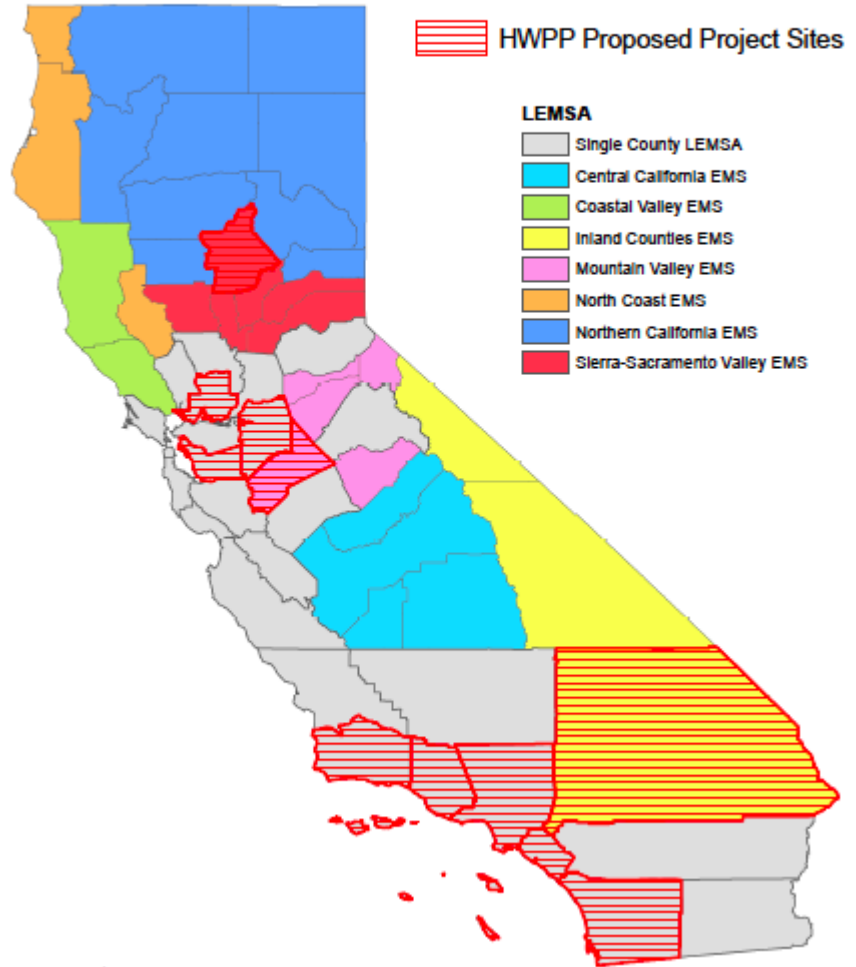 HWPP Proposed Project Sites
LEMSA
Single County LEMSA
Central California EMS
Coastal Valley EMS
Inland Counties EMS
Mountain Valley EMS
North Coast EMS
Northern California EMS
Sierra-Sacramento Valley EMS